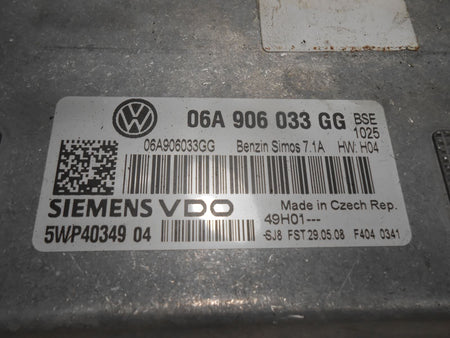 06A 906 033 GG BSE
1025
06A906033GG Benzin Simos 7.1A HW: H04
SIEMENS VDO Made in Czech Rep.
49H01---
5WP40349 04 -SJ8 FST 29.05.08 F404 0341